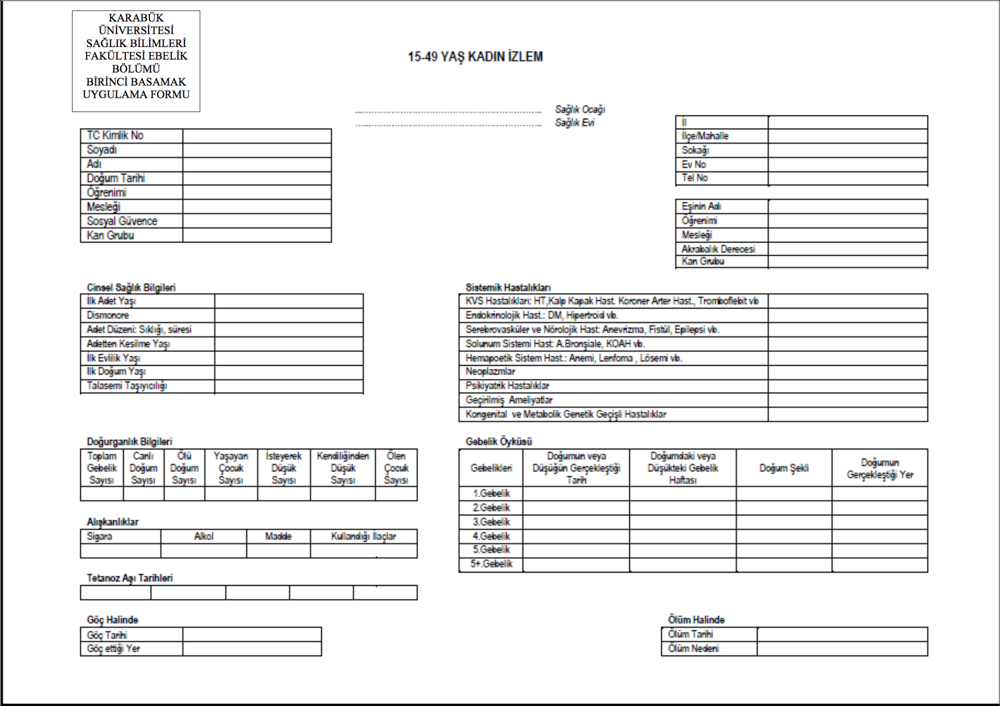 KARABÜK
ÜNİVERSİTESİ
SAĞLIK BİLİMLERİ
FAKÜLTESİ EBELİK
BÖLÜMÜ
BİRİNCİ BASAMAK
UYGULAMA FORMU
15-49 YAŞ KADIN İZLEM
Sağlık Ocağı
Sağlık Evi
TC Kimlik No
Soyadı
Adı
Doğum Tarihi
Öğrenimi
Mesleği
Sosyal Güvence
Kan Grubu
İl
İlçe/Mahalle
Sokağı
Ev No
Tel No
Eşinin Adı
Öğrenimi
Mesleği
Akrabalık Derecesi
Kan Grubu
Cinsel Sağlık Bilgileri
İlk Adet Yaşı
Dismonore
Adet Düzeni: Sıklığı, süresi
Adetten Kesilme Yaşı
İlk Evlilik Yaşı
İlk Doğum Yaşı
Talasemi Taşıyıcılığı
Sistemik Hastalıkları
KVS Hastalıkları: HT,Kalp Kapak Hast. Koroner Arter Hast., Tromboflebit vb
Endokrinolojik Hast.: DM, Hipertroid vb.
Serebrovasküler ve Nörolojik Hast: Anevrizma, Fistül, Epilepsi vb.
Solunum Sistemi Hast: A.Bronşiale, KOAH vb.
Hemapoetik Sistem Hast.: Anemi, Lenfoma , Lösemi vb.
Neoplazmlar
Psikiyatrik Hastalıklar
Geçirilmiş Ameliyatlar
Kongenital ve Metabolik Genetik Geçişli Hastalıklar
Doğurganlık Bilgileri
Toplam Gebelik Sayısı
Canlı Doğum Sayısı
Ölü Doğum Sayısı
Yaşayan Çocuk Sayısı
İsteyerek Düşük Sayısı
Kendiliğinden Düşük Sayısı
Ölen Çocuk Sayısı
Gebelik Öyküsü
Gebelikleri
Doğumun veya Düşüğün Gerçekleştiği Tarih
Doğumdaki veya Düşükteki Gebelik Haftası
Doğum Şekli
Doğumun Gerçekleştiği Yer
1.Gebelik
2.Gebelik
3.Gebelik
4.Gebelik
5.Gebelik
5+.Gebelik
Alışkanlıklar
Sigara Alkol Madde Kullandığı İlaçlar
Tetanoz Aşı Tarihleri
Göç Halinde
Göç Tarihi
Göç ettiği Yer
Ölüm Halinde
Ölüm Tarihi
Ölüm Nedeni